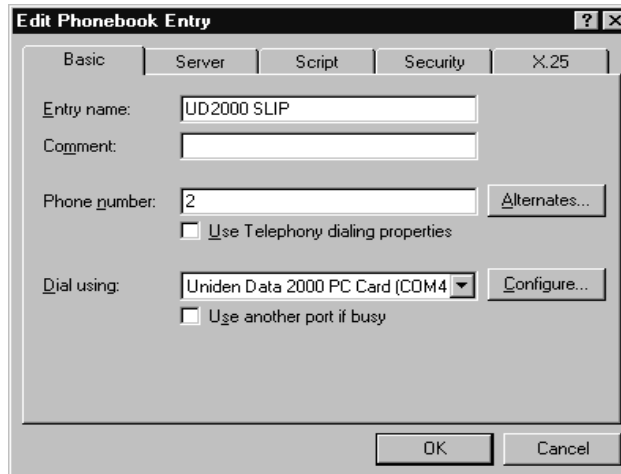 Edit Phonebook Entry
Basic Server Script Security X.25
Entry name: UD2000 SLIP
Comment:
Phone number: 2 Alternates...
Use Telephony dialing properties
Dial using: Uniden Data 2000 PC Card (COM4 Configure...
Use another port if busy
OK Cancel